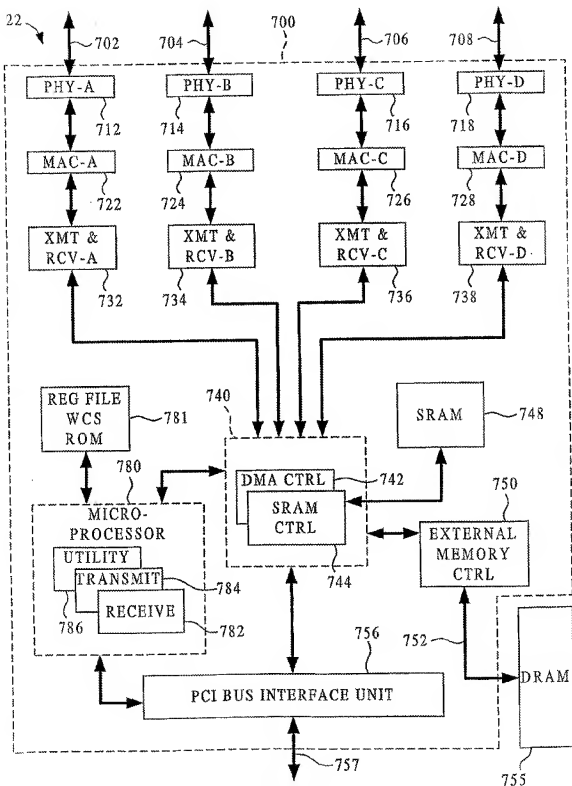 22
702
704
700
706
708
PHY-A
PHY-B
PHY-C
PHY-D
712
714
716
718
MAC-A
MAC-B
MAC-C
MAC-D
722
724
726
728
XMT &
RCV-A
XMT &
RCV-B
XMT &
RCV-C
XMT &
RCV-D
732
734
736
738
REG FILE
WCS
ROM
781
740
SRAM
748
780
DMA CTRL
742
MICRO-
PROCESSOR
SRAM
CTRL
744
750
EXTERNAL
MEMORY
CTRL
UTILITY
TRANSMIT
784
RECEIVE
786
782
752
756
DRAM
PCI BUS INTERFACE UNIT
757
755